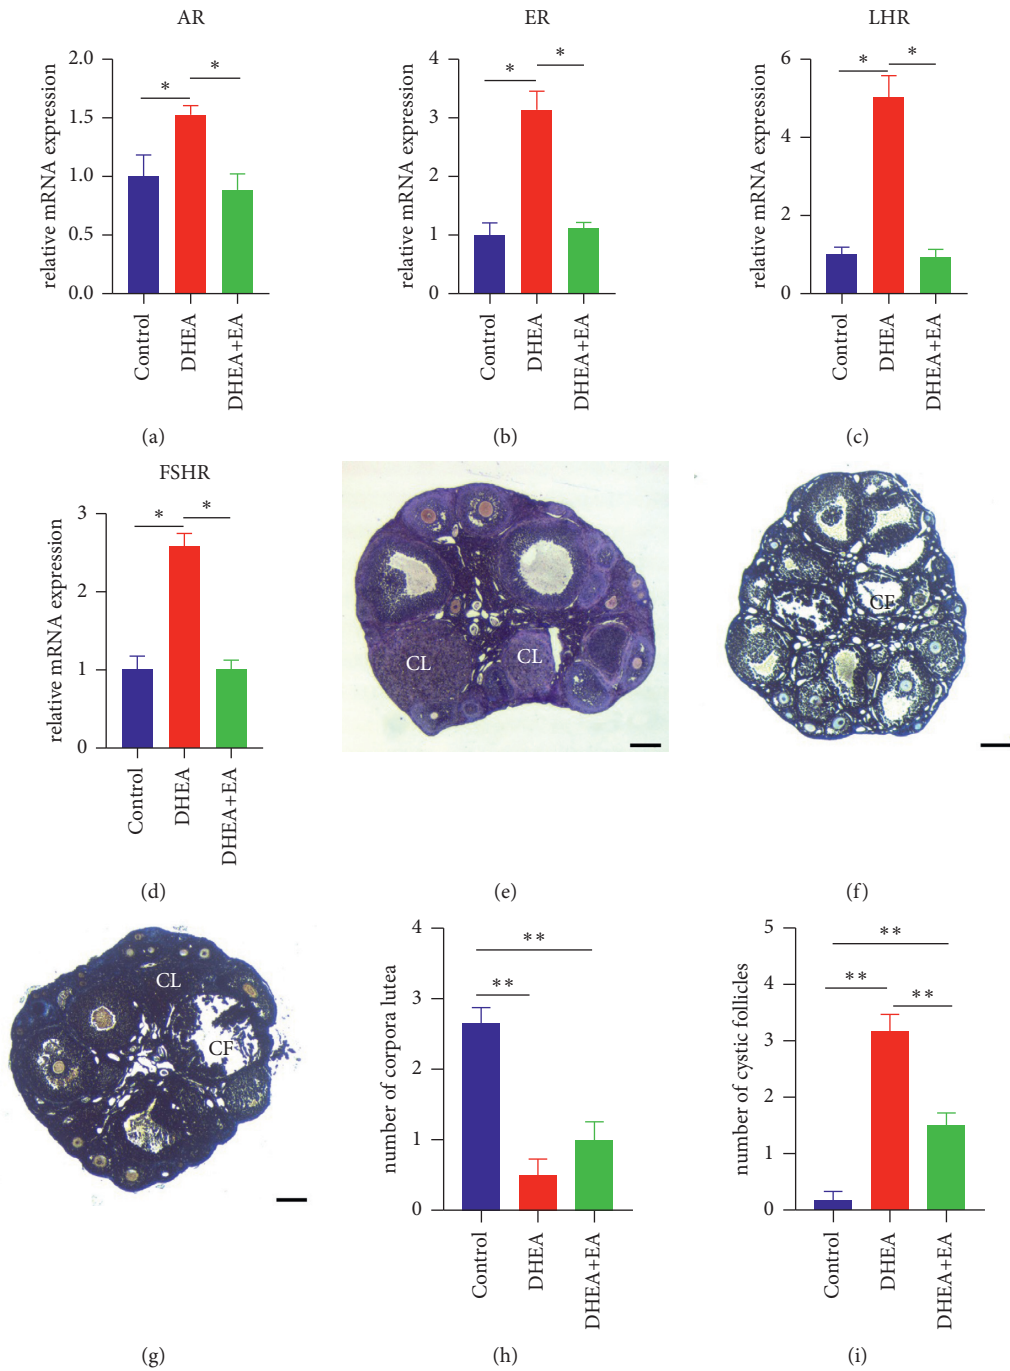 AR
relative mRNA expression
2.0
1.5
1.0
0.5
0.0
*
*
Control
DHEA
DHEA+EA
(a)
ER
relative mRNA expression
4
3
2
1
0
*
*
Control
DHEA
DHEA+EA
(b)
LHR
relative mRNA expression
6
4
2
0
*
*
Control
DHEA
DHEA+EA
(c)
FSHR
relative mRNA expression
3
2
1
0
*
*
Control
DHEA
DHEA+EA
(d)
CL
CL
(e)
CF
(f)
CL
CF
(g)
number of corpora lutea
4
3
2
1
0
**
**
Control
DHEA
DHEA+EA
(h)
number of cystic follicles
5
4
3
2
1
0
**
**
**
Control
DHEA
DHEA+EA
(i)